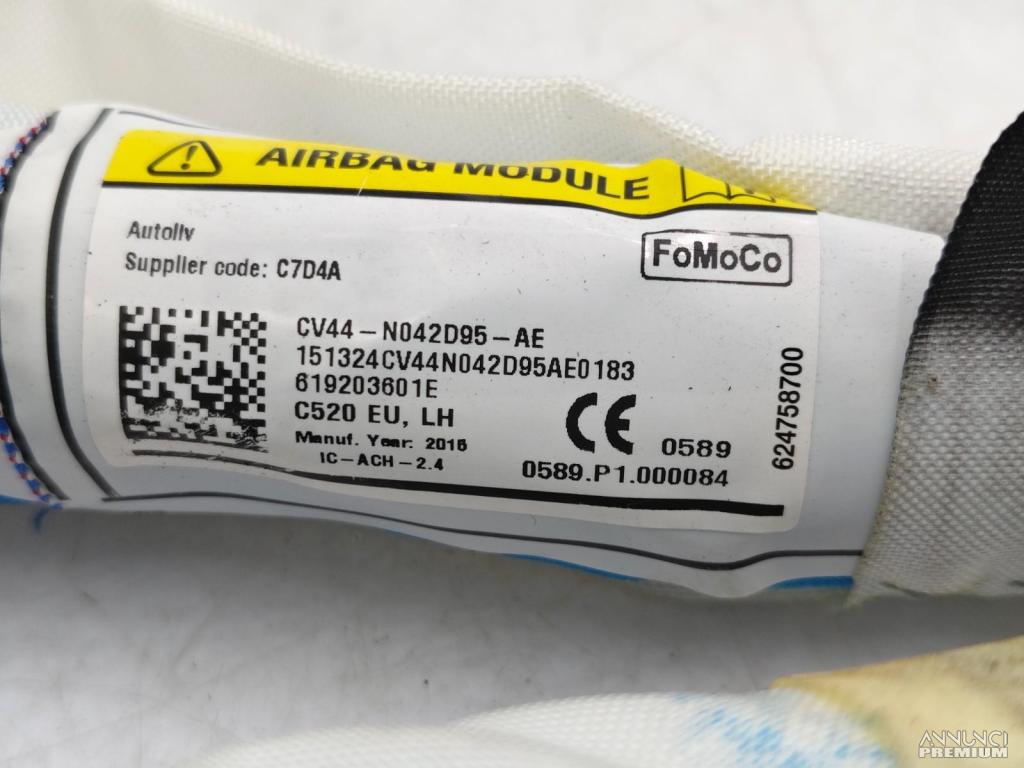 AIRBAG MODULE
Autoliv
Supplier code: C7D4A
FoMoCo
CV44-N042D95-AE
151324CV44N042D95AE0183
619203601E
C520 EU, LH
Manuf. Year: 2015
IC-ACH-2.4
CE 0589
0589.P1.000084
624758700
ANNUNCI
PREMIUM